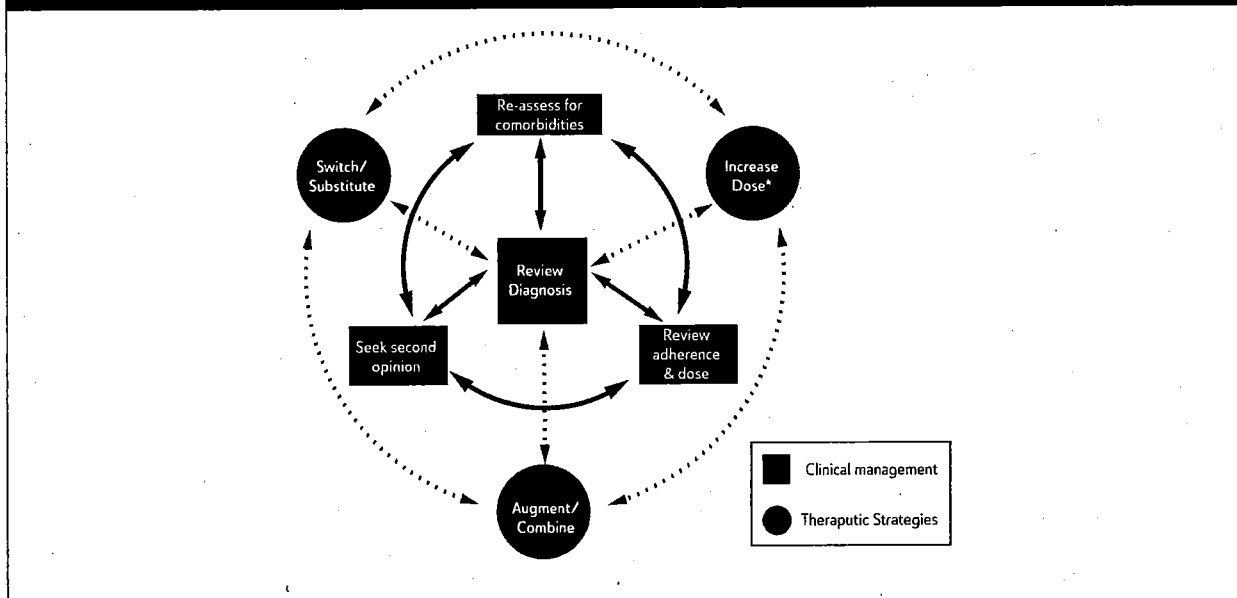 Re-assess for
comorbidities
Switch/
Substitute
Increase
Dose*
Review
Diagnosis
Seek second
opinion
Review
adherence
& dose
Augment/
Combine
Clinical management
Theraputic Strategies